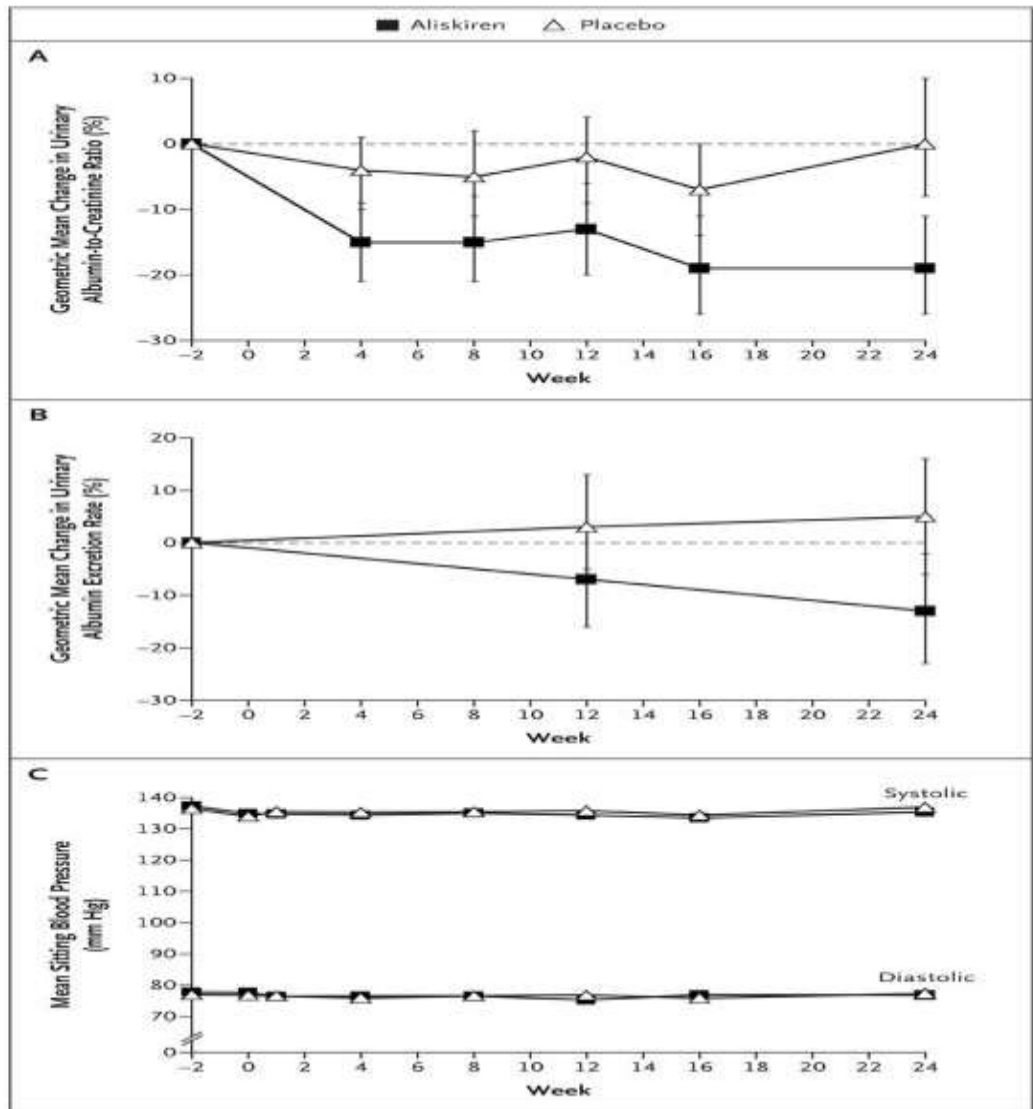 Aliskiren Placebo
A
Geometric Mean Change in Urinary
Albumin-to-Creatinine Ratio (%)
10
0
−10
−20
−30
−2 0 2 4 6 8 10 12 14 16 18 20 22 24
Week
B
Geometric Mean Change in Urinary
Albumin Excretion Rate (%)
20
10
0
−10
−20
−30
−2 0 2 4 6 8 10 12 14 16 18 20 22 24
Week
C
Mean Sitting Blood Pressure
(mm Hg)
140
130
120
110
100
90
80
70
0
Systolic
Diastolic
−2 0 2 4 6 8 10 12 14 16 18 20 22 24
Week